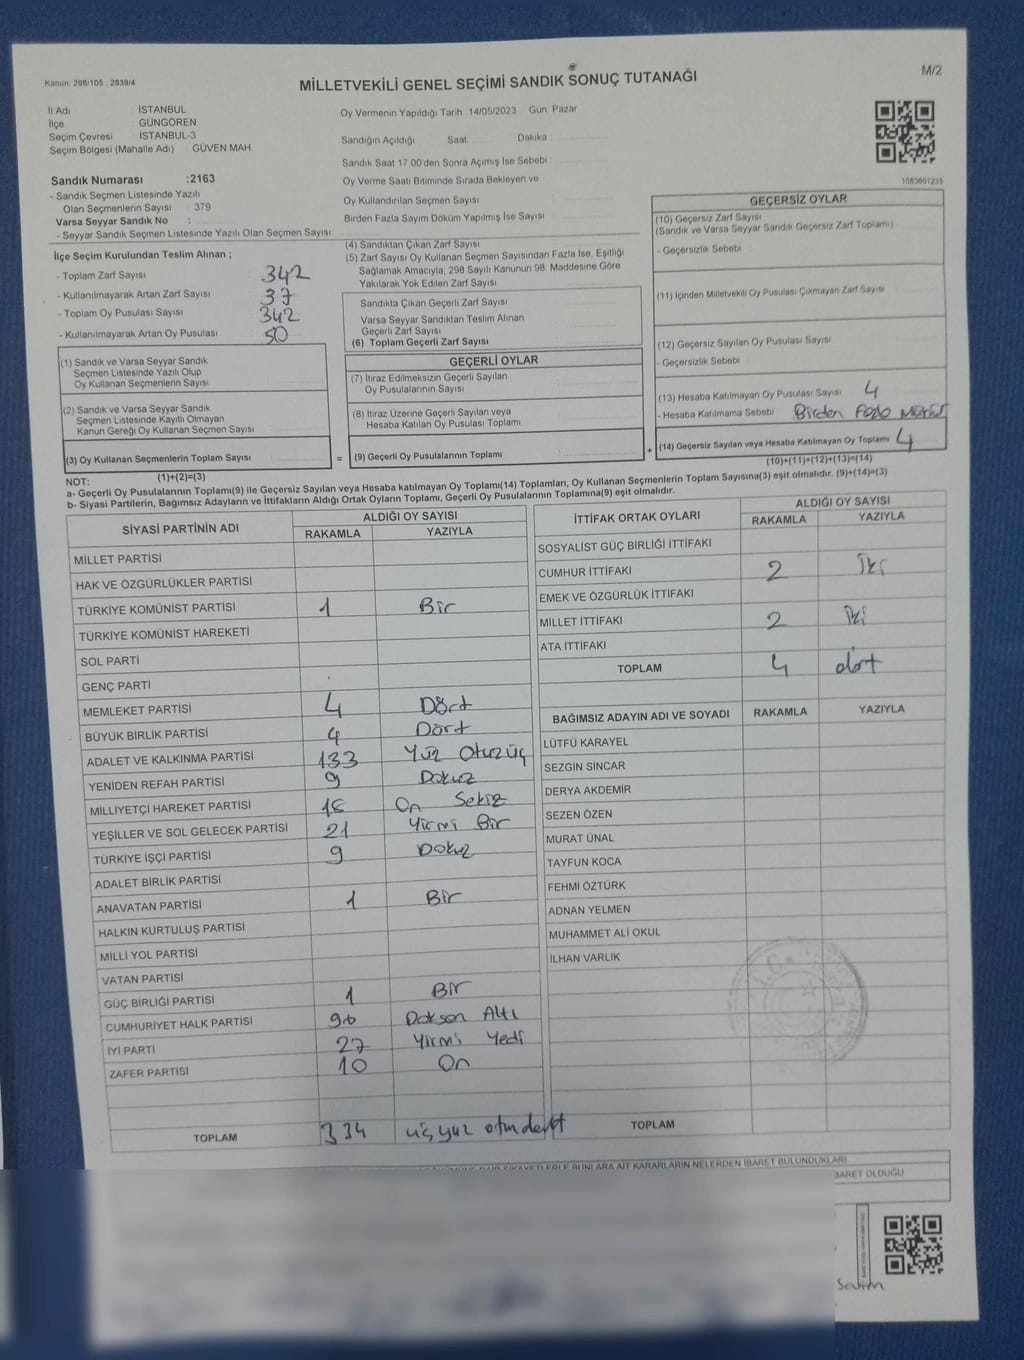 Kanun: 298/105 , 2839/4
MİLLETVEKİLİ GENEL SEÇİMİ SANDIK SONUÇ TUTANAĞI
M/2
İl Adı : İSTANBUL
İlçe : GÜNGÖREN
Seçim Çevresi : İSTANBUL-3
Seçim Bölgesi (Mahalle Adı) : GÜVEN MAH.
Oy Vermenin Yapıldığı Tarih :14/05/2023 Gün: Pazar
Sandığın Açıldığı Saat: Dakika:
Sandık Saat 17:00'den Sonra Açımış İse Sebebi :
Sandık Numarası :2163
- Sandık Seçmen Listesinde Yazılı
Olan Seçmenlerin Sayısı : 379
Varsa Seyyar Sandık No :
- Seyyar Sandık Seçmen Listesinde Yazılı Olan Seçmen Sayısı :
Oy Verme Saati Bitiminde Sırada Bekleyen ve
Oy Kullandırılan Seçmen Sayısı :
Birden Fazla Sayım Döküm Yapılmış İse Sayısı :
1083651235
İlçe Seçim Kurulundan Teslim Alınan ;
- Toplam Zarf Sayısı : 342
- Kullanılmayarak Artan Zarf Sayısı : 37
- Toplam Oy Pusulası Sayısı : 342
- Kullanılmayarak Artan Oy Pusulası : 50
(1) Sandık ve Varsa Seyyar Sandık
Seçmen Listesinde Yazılı Olup
Oy Kullanan Seçmenlerin Sayısı :
(2) Sandık ve Varsa Seyyar Sandık
Seçmen Listesinde Kayıtlı Olmayan
Kanun Gereği Oy Kullanan Seçmen Sayısı :
(3) Oy Kullanan Seçmenlerin Toplam Sayısı :
(1)+(2)=(3)
(4) Sandıktan Çıkan Zarf Sayısı :
(5) Zarf Sayısı Oy Kullanan Seçmen Sayısından Fazla İse, Eşitliği
Sağlamak Amacıyla; 298 Sayılı Kanunun 98. Maddesine Göre
Yakılarak Yok Edilen Zarf Sayısı :
Sandıkta Çıkan Geçerli Zarf Sayısı :
Varsa Seyyar Sandıktan Teslim Alınan
Geçerli Zarf Sayısı :
(6) Toplam Geçerli Zarf Sayısı :
GEÇERLİ OYLAR
(7) İtiraz Edilmeksizin Geçerli Sayılan
Oy Pusulalarının Sayısı :
(8) İtiraz Üzerine Geçerli Sayılan veya
Hesaba Katılan Oy Pusulası Toplamı :
= (9) Geçerli Oy Pusulalarının Toplamı : +
GEÇERSİZ OYLAR
(10) Geçersiz Zarf Sayısı :
(Sandık ve Varsa Seyyar Sandık Geçersiz Zarf Toplamı)
- Geçersizlik Sebebi :
(11) İçinden Milletvekili Oy Pusulası Çıkmayan Zarf Sayısı :
(12) Geçersiz Sayılan Oy Pusulası Sayısı :
- Geçersizlik Sebebi :
(13) Hesaba Katılmayan Oy Pusulası Sayısı : 4
- Hesaba Katılmama Sebebi : Birden
(14) Geçersiz Sayılan veya Hesaba Katılmayan Oy Toplamı : 4
(10)+(11)+(12)+(13)=(14)
NOT:
a- Geçerli Oy Pusulalarının Toplamı(9) ile Geçersiz Sayılan veya Hesaba katılmayan Oy Toplamı(14) Toplamları, Oy Kullanan Seçmenlerin Toplam Sayısına(3) eşit olmalıdır. (9)+(14)=(3)
b- Siyasi Partilerin, Bağımsız Adayların ve İttifakların Aldığı Ortak Oyların Toplamı, Geçerli Oy Pusulalarının Toplamına(9) eşit olmalıdır.
SİYASİ PARTİNİN ADI ALDIĞI OY SAYISI
RAKAMLA YAZIYLA
MİLLET PARTİSİ
HAK VE ÖZGÜRLÜKLER PARTİSİ
TÜRKİYE KOMÜNİST PARTİSİ 1 Bir
TÜRKİYE KOMÜNİST HAREKETİ
SOL PARTİ
GENÇ PARTİ
MEMLEKET PARTİSİ 4 Dört
BÜYÜK BİRLİK PARTİSİ 4 Dört
ADALET VE KALKINMA PARTİSİ 133 Yüz Otuzüç
YENİDEN REFAH PARTİSİ 9 Dokuz
MİLLİYETÇİ HAREKET PARTİSİ 18 On Sekiz
YEŞİLLER VE SOL GELECEK PARTİSİ 21 Yirmi Bir
TÜRKİYE İŞÇİ PARTİSİ 9 Dokuz
ADALET BİRLİK PARTİSİ
ANAVATAN PARTİSİ 1 Bir
HALKIN KURTULUŞ PARTİSİ
MİLLİ YOL PARTİSİ
VATAN PARTİSİ
GÜÇ BİRLİĞİ PARTİSİ 1 Bir
CUMHURİYET HALK PARTİSİ 96 Doksan Altı
İYİ PARTİ 27 Yirmi Yedi
ZAFER PARTİSİ 10 On
TOPLAM 334
İTTİFAK ORTAK OYLARI ALDIĞI OY SAYISI
RAKAMLA YAZIYLA
SOSYALİST GÜÇ BİRLİĞİ İTTİFAKI
CUMHUR İTTİFAKI 2 İki
EMEK VE ÖZGÜRLÜK İTTİFAKI
MİLLET İTTİFAKI 2 İki
ATA İTTİFAKI
TOPLAM 4 dört
BAĞIMSIZ ADAYIN ADI VE SOYADI RAKAMLA YAZIYLA
LÜTFÜ KARAYEL
SEZGİN SİNCAR
DERYA AKDEMİR
SEZEN ÖZEN
MURAT ÜNAL
TAYFUN KOCA
FEHMİ ÖZTÜRK
ADNAN YELMEN
MUHAMMET ALİ OKUL
İLHAN VARLIK
TOPLAM
BUNLARA AİT KARARLARIN NELERDEN İBARET BULUNDUKLARI
İBARET OLDUĞU